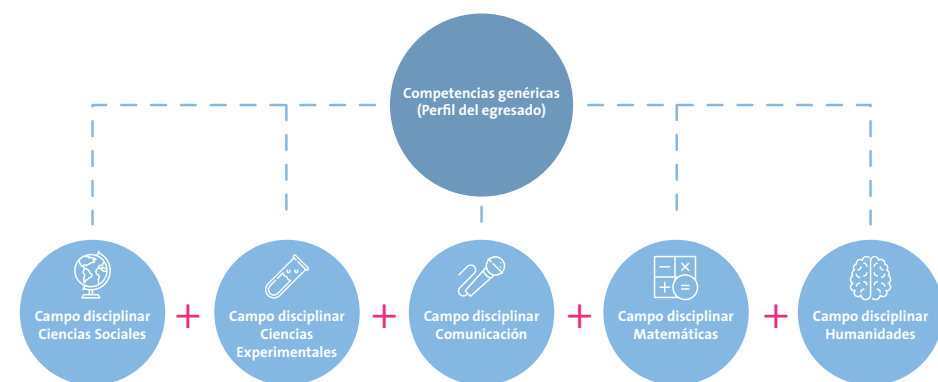 Competencias genéricas
(Perfil del egresado)
Campo disciplinar
Ciencias Sociales
+
Campo disciplinar
Ciencias
Experimentales
+
Campo disciplinar
Comunicación
+
Campo disciplinar
Matemáticas
+
Campo disciplinar
Humanidades